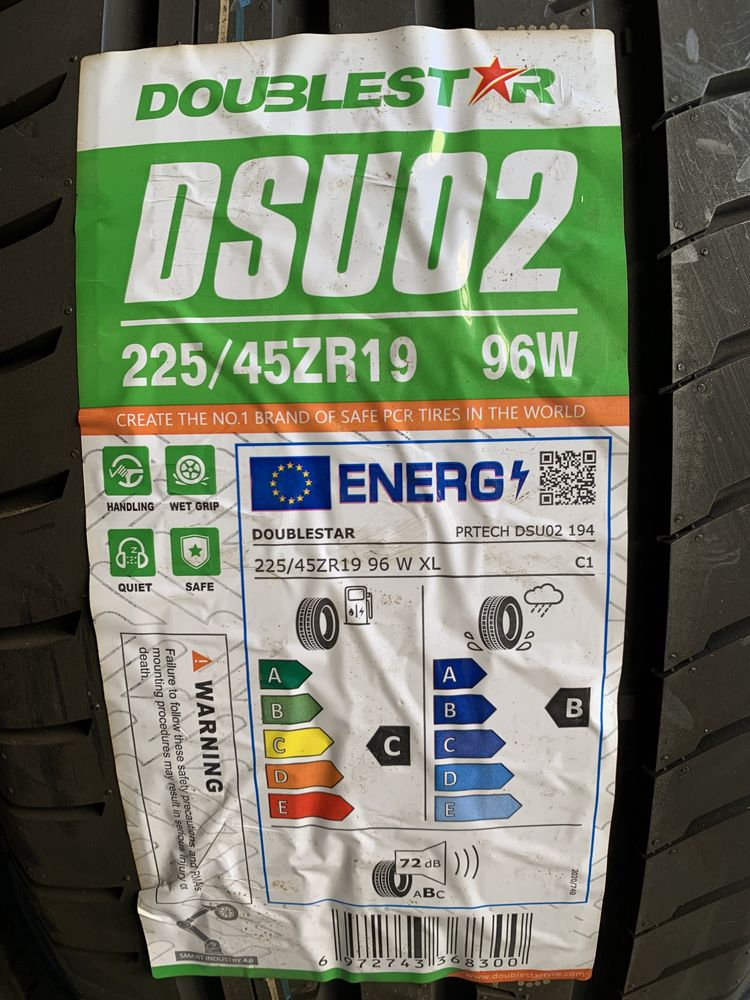 DOUBLESTAR
DSU02
225/45ZR19 96W
CREATE THE NO.1 BRAND OF SAFE PCR TIRES IN THE WORLD
HANDLING WET GRIP
QUIET SAFE
ENERG
DOUBLESTAR PRTECH DSU02 194
225/45ZR19 96 W XL C1
A A
B B B
C C C
D D
E E
72 dB
ABC
2020/740
WARNING
Failure to follow these safety precautions and RMA's
mounting procedures may result in serious injury or
death.
SMART INDUSTRY 4.0
6 972743 368300
www.doublestartyre.com